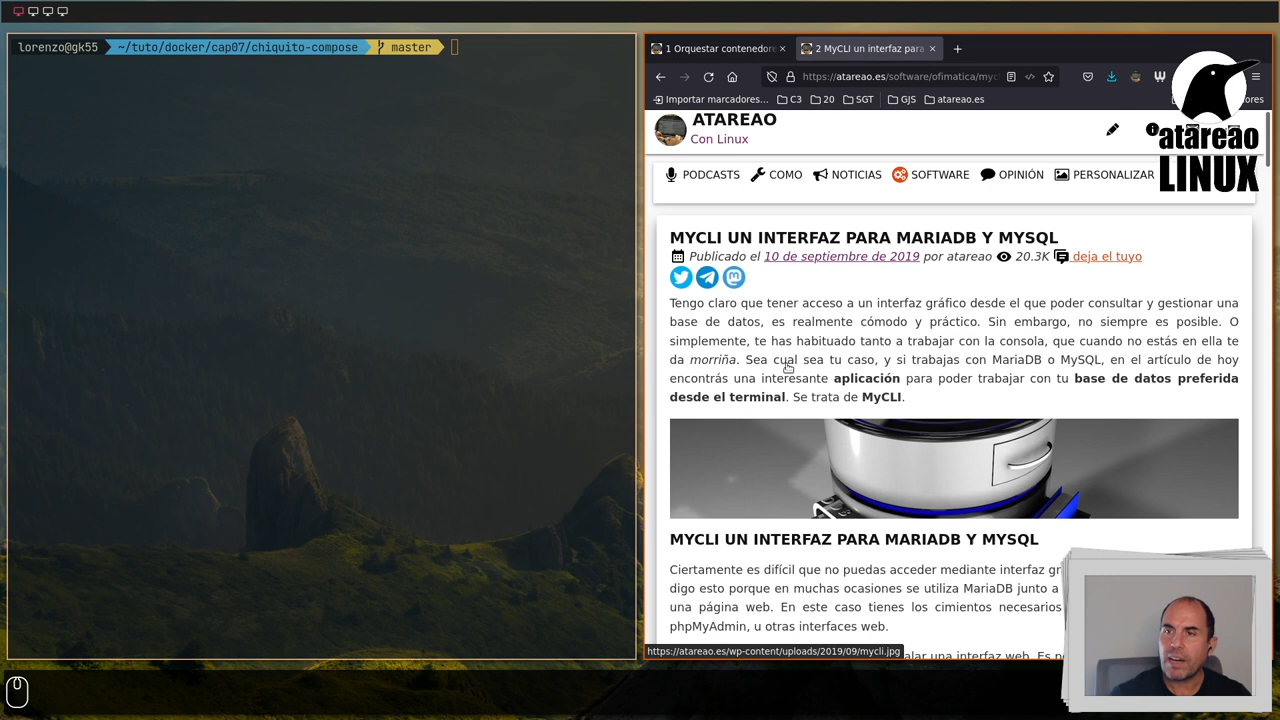 lorenzo@gk55 ~/tuto/docker/cap07/chiquito-compose master
1 Orquestar contenedore
2 MyCLI un interfaz para
https://atareao.es/software/ofimatica/myc
Importar marcadores... C3 20 SGT GJS atareao.es
ores
ATAREAO
Con Linux
atareao
LINUX
PODCASTS COMO NOTICIAS SOFTWARE OPINIÓN PERSONALIZAR
MYCLI UN INTERFAZ PARA MARIADB Y MYSQL
Publicado el 10 de septiembre de 2019 por atareao 20.3K deja el tuyo
Tengo claro que tener acceso a un interfaz gráfico desde el que poder consultar y gestionar una
base de datos, es realmente cómodo y práctico. Sin embargo, no siempre es posible. O
simplemente, te has habituado tanto a trabajar con la consola, que cuando no estás en ella te
da morriña. Sea cual sea tu caso, y si trabajas con MariaDB o MySQL, en el artículo de hoy
encontrás una interesante aplicación para poder trabajar con tu base de datos preferida
desde el terminal. Se trata de MyCLI.
MYCLI UN INTERFAZ PARA MARIADB Y MYSQL
Ciertamente es difícil que no puedas acceder mediante interfaz gr
digo esto porque en muchas ocasiones se utiliza MariaDB junto a
una página web. En este caso tienes los cimientos necesarios
phpMyAdmin, u otras interfaces web.
https://atareao.es/wp-content/uploads/2019/09/mycli.jpg
alar una interfaz web. Es p